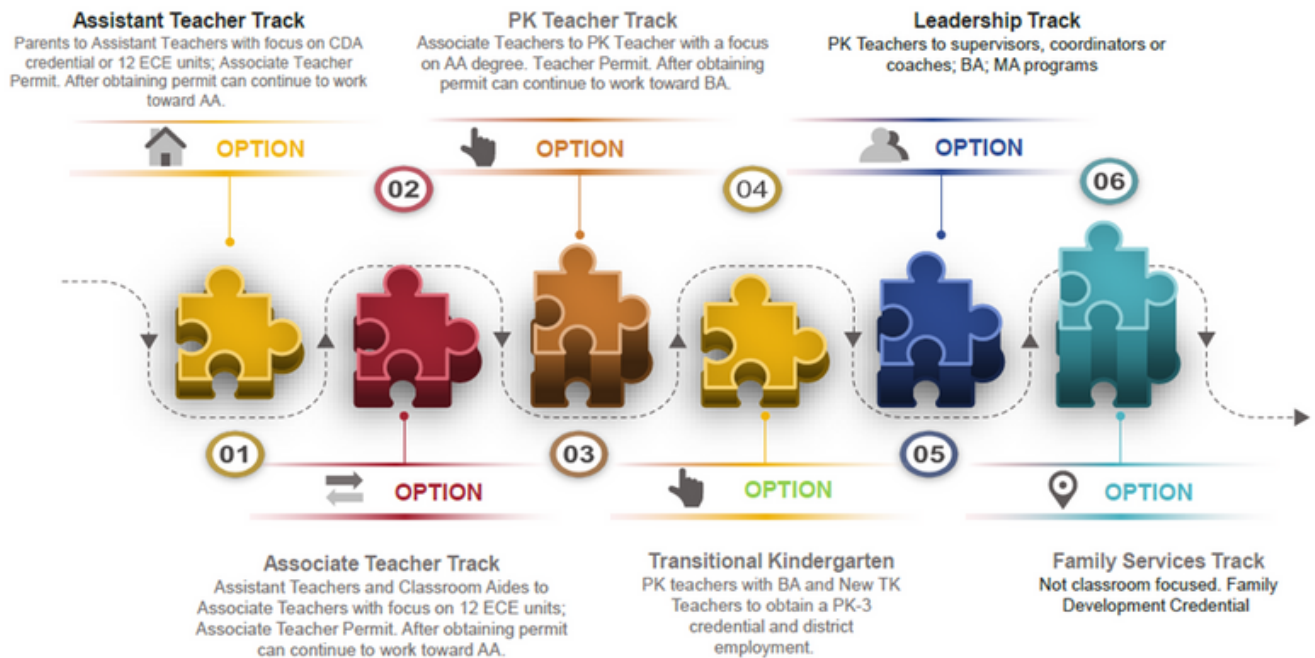 Assistant Teacher Track
Parents to Assistant Teachers with focus on CDA
credential or 12 ECE units; Associate Teacher
Permit. After obtaining permit can continue to work
toward AA.
OPTION
01
02
OPTION
Associate Teacher Track
Assistant Teachers and Classroom Aides to
Associate Teachers with focus on 12 ECE units;
Associate Teacher Permit. After obtaining permit
can continue to work toward AA.
PK Teacher Track
Associate Teachers to PK Teacher with a focus
on AA degree. Teacher Permit. After obtaining
permit can continue to work toward BA.
OPTION
03
04
OPTION
Transitional Kindergarten
PK teachers with BA and New TK
Teachers to obtain a PK-3
credential and district
employment.
Leadership Track
PK Teachers to supervisors, coordinators or
coaches; BA; MA programs
OPTION
05
06
OPTION
Family Services Track
Not classroom focused. Family
Development Credential